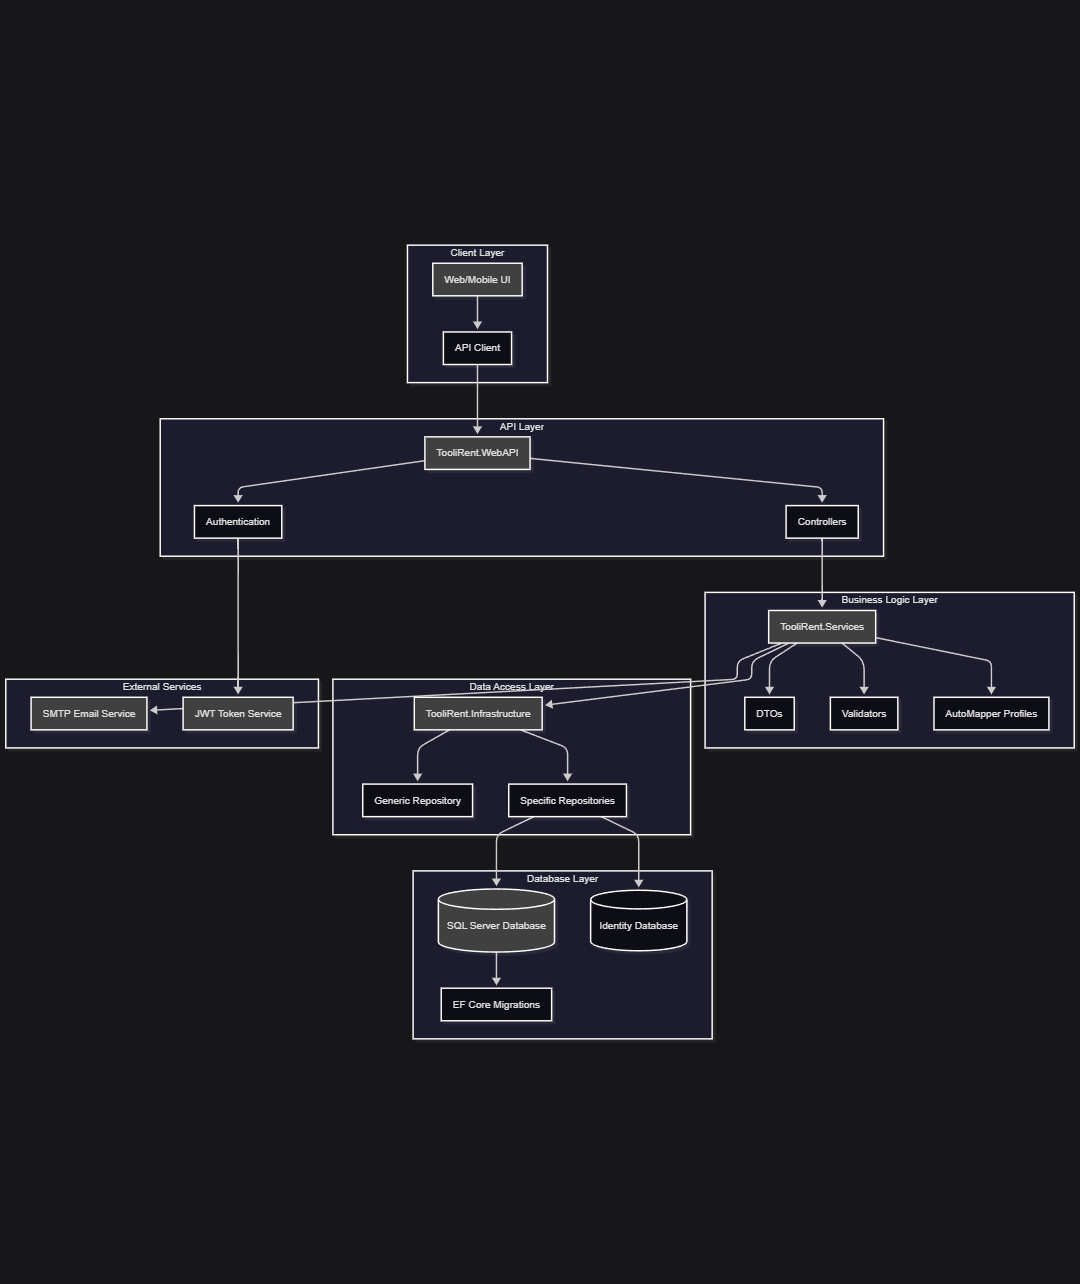 Client Layer
Web/Mobile UI
API Client
API Layer
TooliRent.WebAPI
Authentication
Controllers
Business Logic Layer
TooliRent.Services
DTOs
Validators
AutoMapper Profiles
External Services
SMTP Email Service
JWT Token Service
Data Access Layer
TooliRent.Infrastructure
Generic Repository
Specific Repositories
Database Layer
SQL Server Database
Identity Database
EF Core Migrations